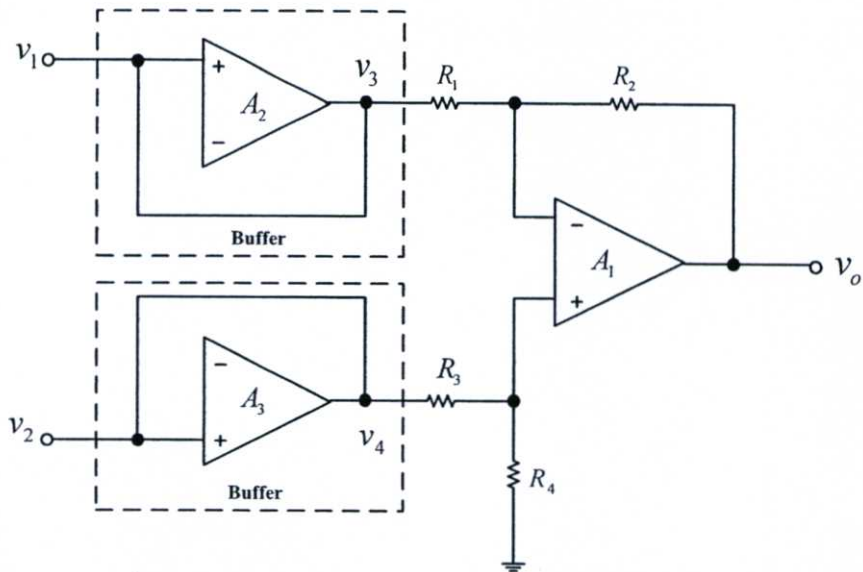 v₁
+
A₂
−
v₃
R₁
R₂
Buffer
−
A₁
+
vₒ
v₂
−
A₃
+
v₄
R₃
R₄
Buffer